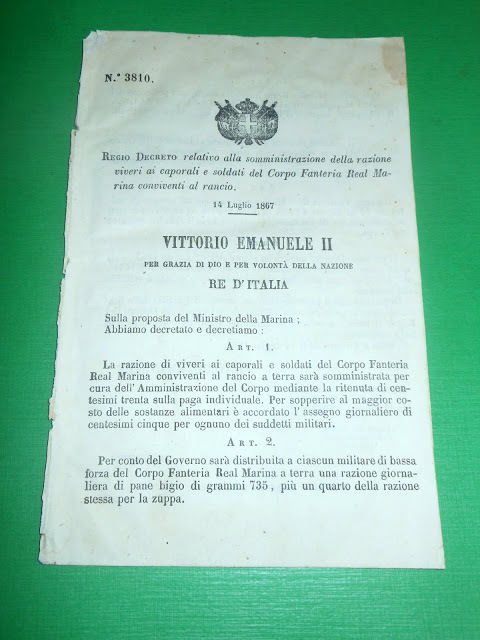 N.° 3810.
REGIO DECRETO relativo alla somministrazione della razione
viveri ai caporali e soldati del Corpo Fanteria Real Ma-
rina conviventi al rancio.
14 Luglio 1867
VITTORIO EMANUELE II
PER GRAZIA DI DIO E PER VOLONTÀ DELLA NAZIONE
RE D'ITALIA
Sulla proposta del Ministro della Marina;
Abbiamo decretato e decretiamo:
ART. 1.
La razione di viveri ai caporali e soldati del Corpo Fanteria
Real Marina conviventi al rancio a terra sarà somministrata per
cura dell'Amministrazione del Corpo mediante la ritenuta di cen-
tesimi trenta sulla paga individuale. Per sopperire al maggior co-
sto delle sostanze alimentari è accordato l'assegno giornaliero di
centesimi cinque per ognuno dei suddetti militari.
ART. 2.
Per conto del Governo sarà distribuita a ciascun militare di bassa
forza del Corpo Fanteria Real Marina a terra una razione giorna-
liera di pane bigio di grammi 735, più un quarto della razione
stessa per la zuppa.